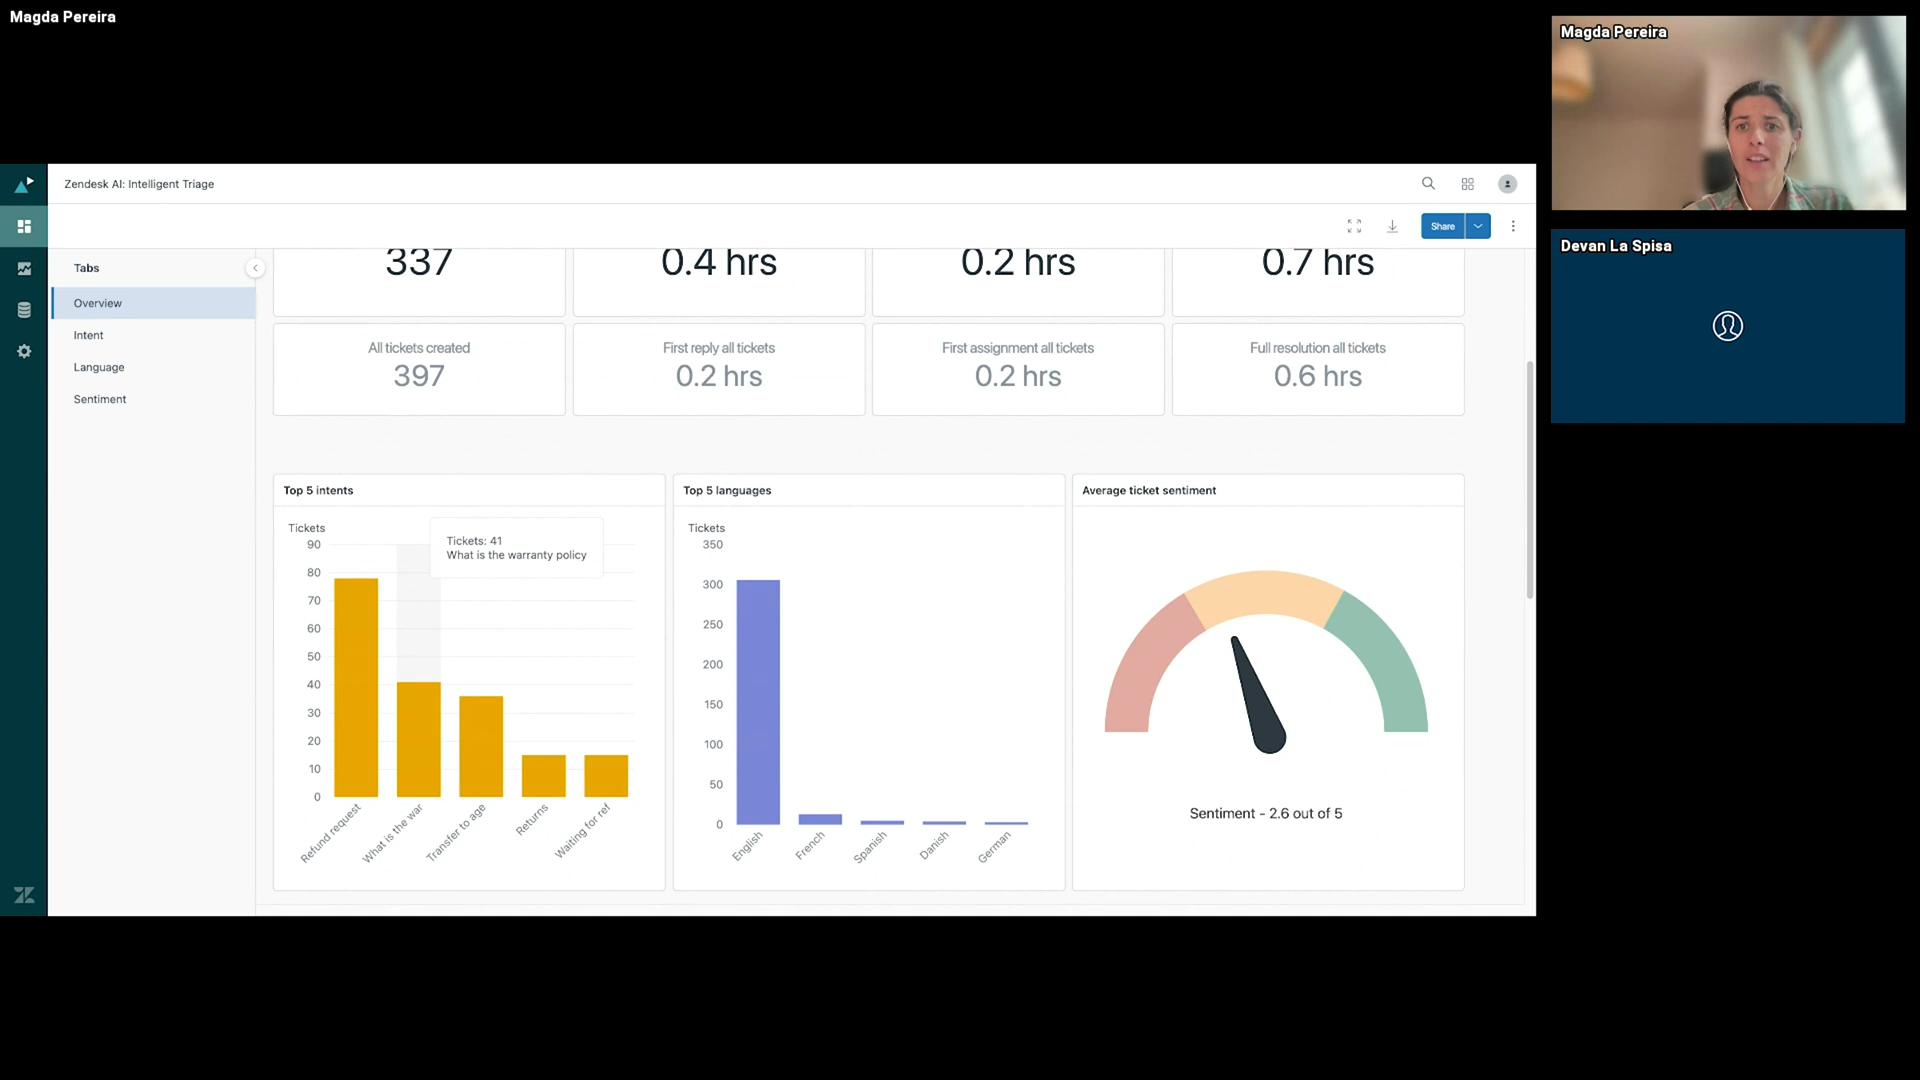 Magda Pereira
Magda Pereira
Devan La Spisa
Zendesk AI: Intelligent Triage
Share
Tabs
Overview
Intent
Language
Sentiment
337
0.4 hrs
0.2 hrs
0.7 hrs
All tickets created
397
First reply all tickets
0.2 hrs
First assignment all tickets
0.2 hrs
Full resolution all tickets
0.6 hrs
Top 5 intents
Tickets
Tickets: 41
What is the warranty policy
90
80
70
60
50
40
30
20
10
0
Refund request
What is the war
Transfer to age
Returns
Waiting for ref
Top 5 languages
Tickets
350
300
250
200
150
100
50
0
English
French
Spanish
Danish
German
Average ticket sentiment
Sentiment - 2.6 out of 5